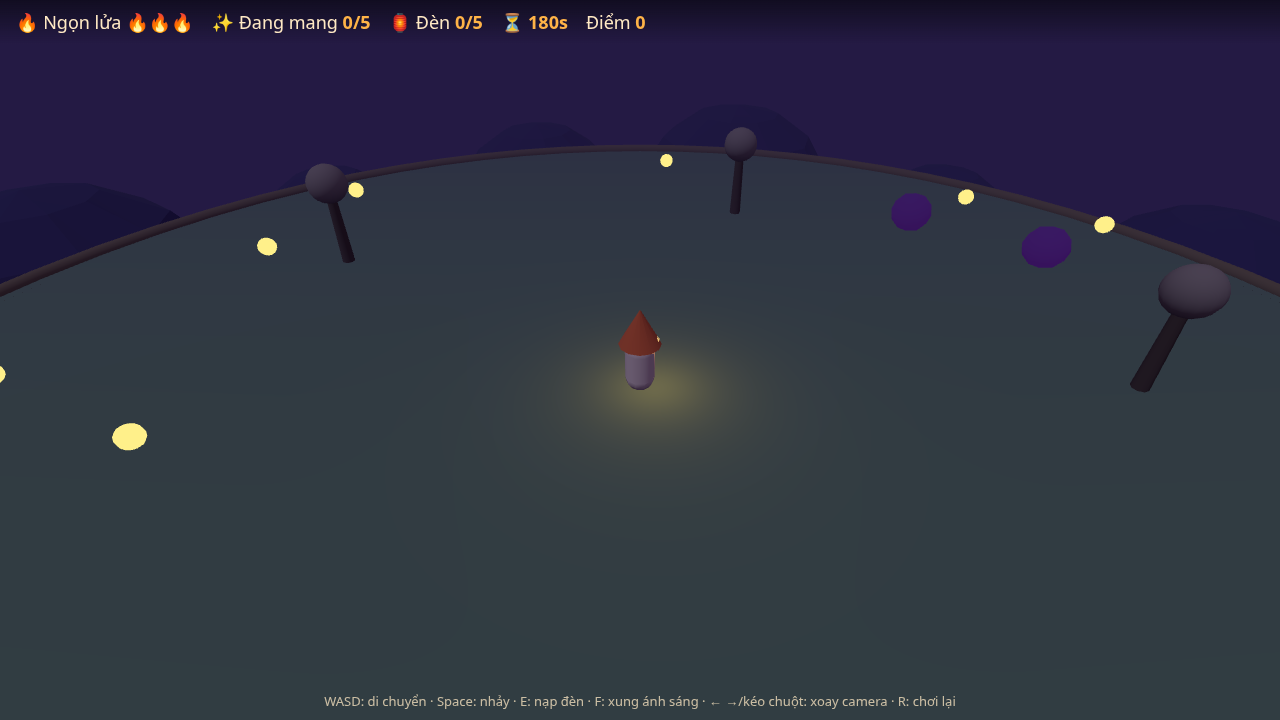 🔥 Ngọn lửa 🔥🔥🔥 ✨ Đang mang 0/5 🏮 Đèn 0/5 ⏳ 180s Điểm 0
WASD: di chuyển · Space: nhảy · E: nạp đèn · F: xung ánh sáng · ← →/kéo chuột: xoay camera · R: chơi lại